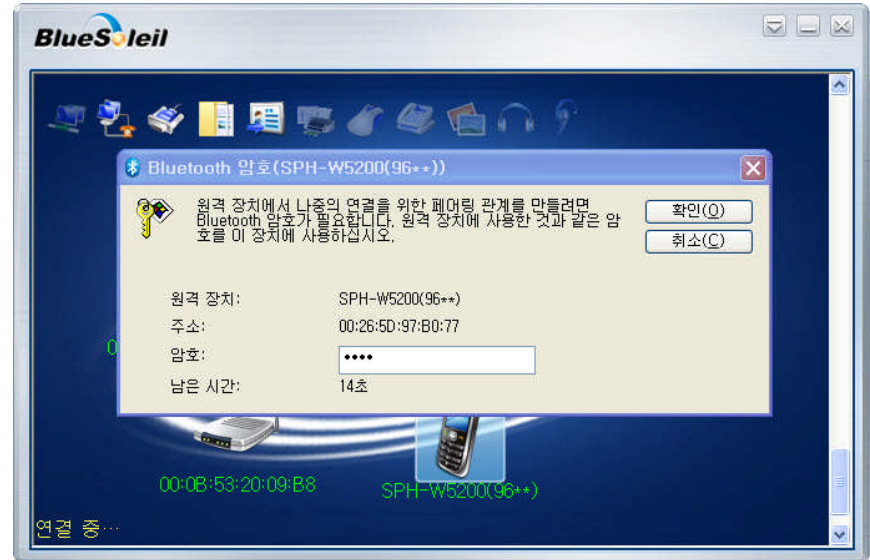 BlueSoleil
Bluetooth 암호(SPH-W5200(96**))
원격 장치에서 나중의 연결을 위한 페어링 관계를 만들려면
Bluetooth 암호가 필요합니다. 원격 장치에 사용한 것과 같은 암
호를 이 장치에 사용하십시오.
확인(O)
취소(C)
원격 장치: SPH-W5200(96**)
주소: 00:26:5D:97:B0:77
암호: ••••
남은 시간: 14초
0
00:0B:53:20:09:B8
SPH-W5200(96**)
연결 중...